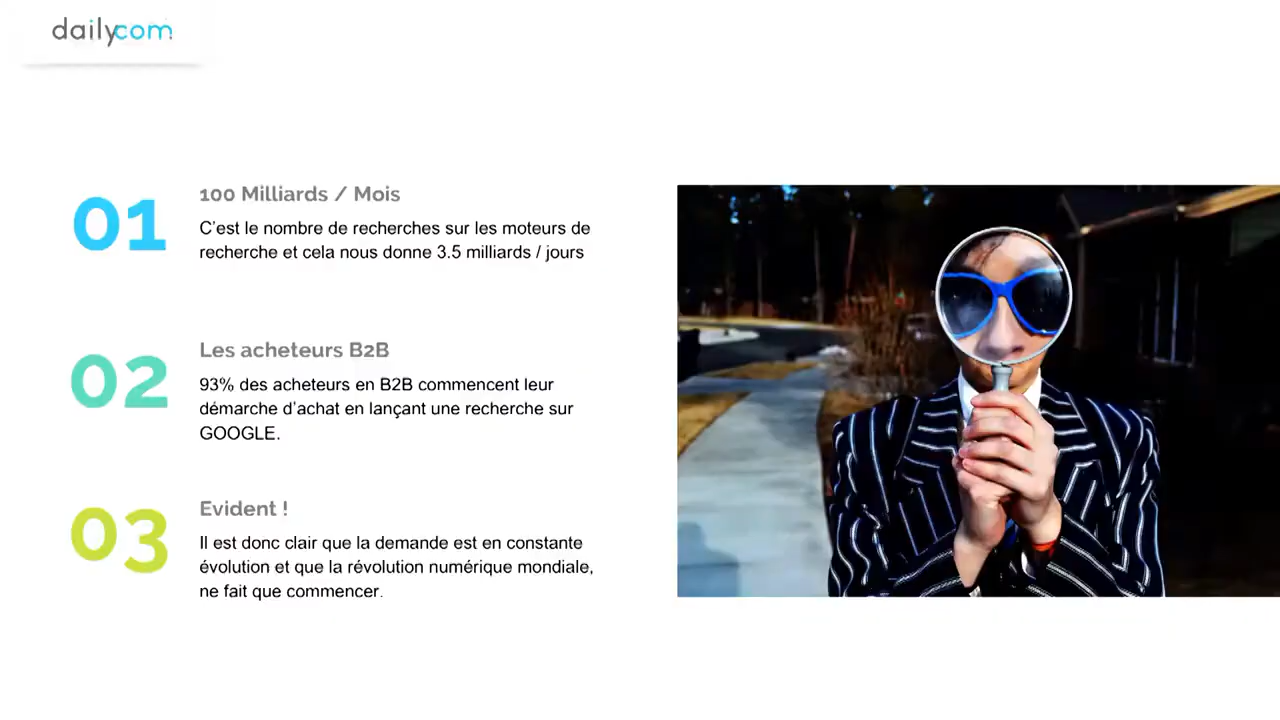 dailycom
01
100 Milliards / Mois
C’est le nombre de recherches sur les moteurs de
recherche et cela nous donne 3.5 milliards / jours
02
Les acheteurs B2B
93% des acheteurs en B2B commencent leur
démarche d’achat en lançant une recherche sur
GOOGLE.
03
Evident !
Il est donc clair que la demande est en constante
évolution et que la révolution numérique mondiale,
ne fait que commencer.